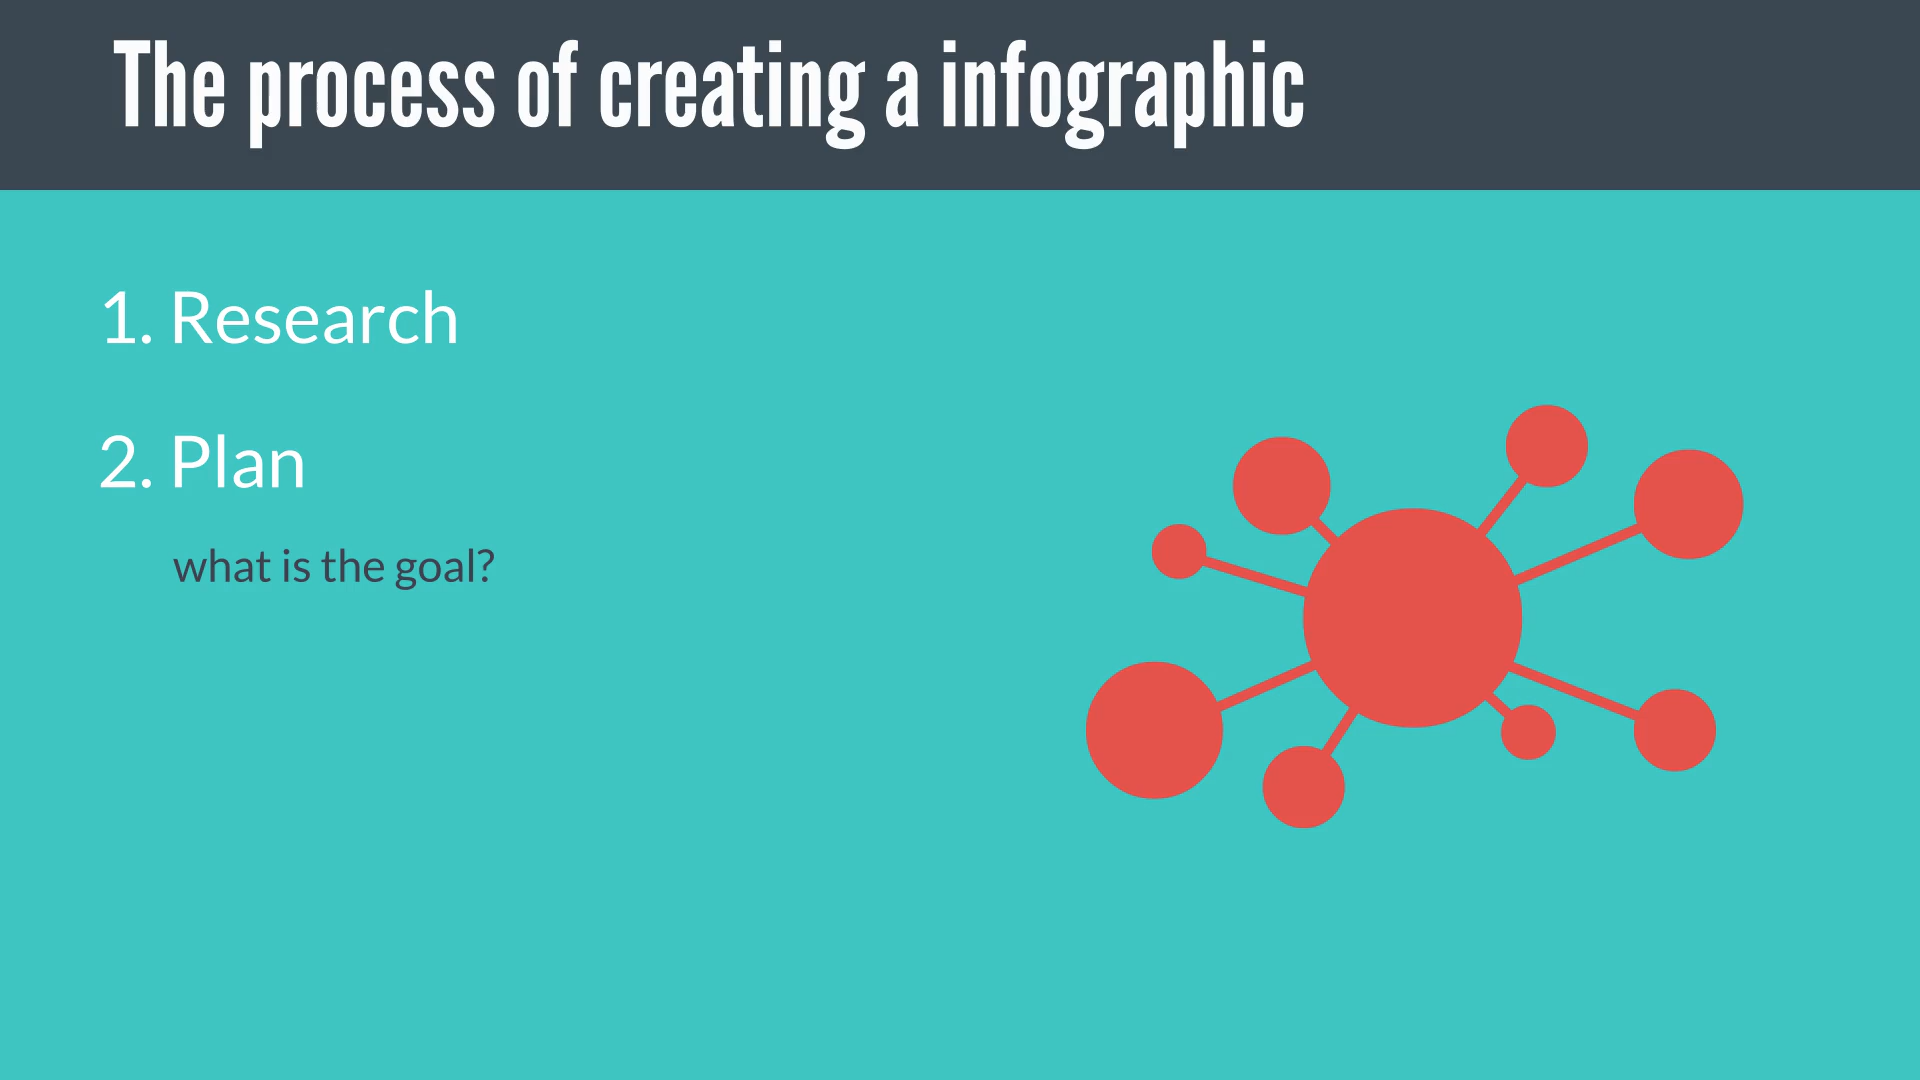 The process of creating a infographic
1. Research
2. Plan
what is the goal?